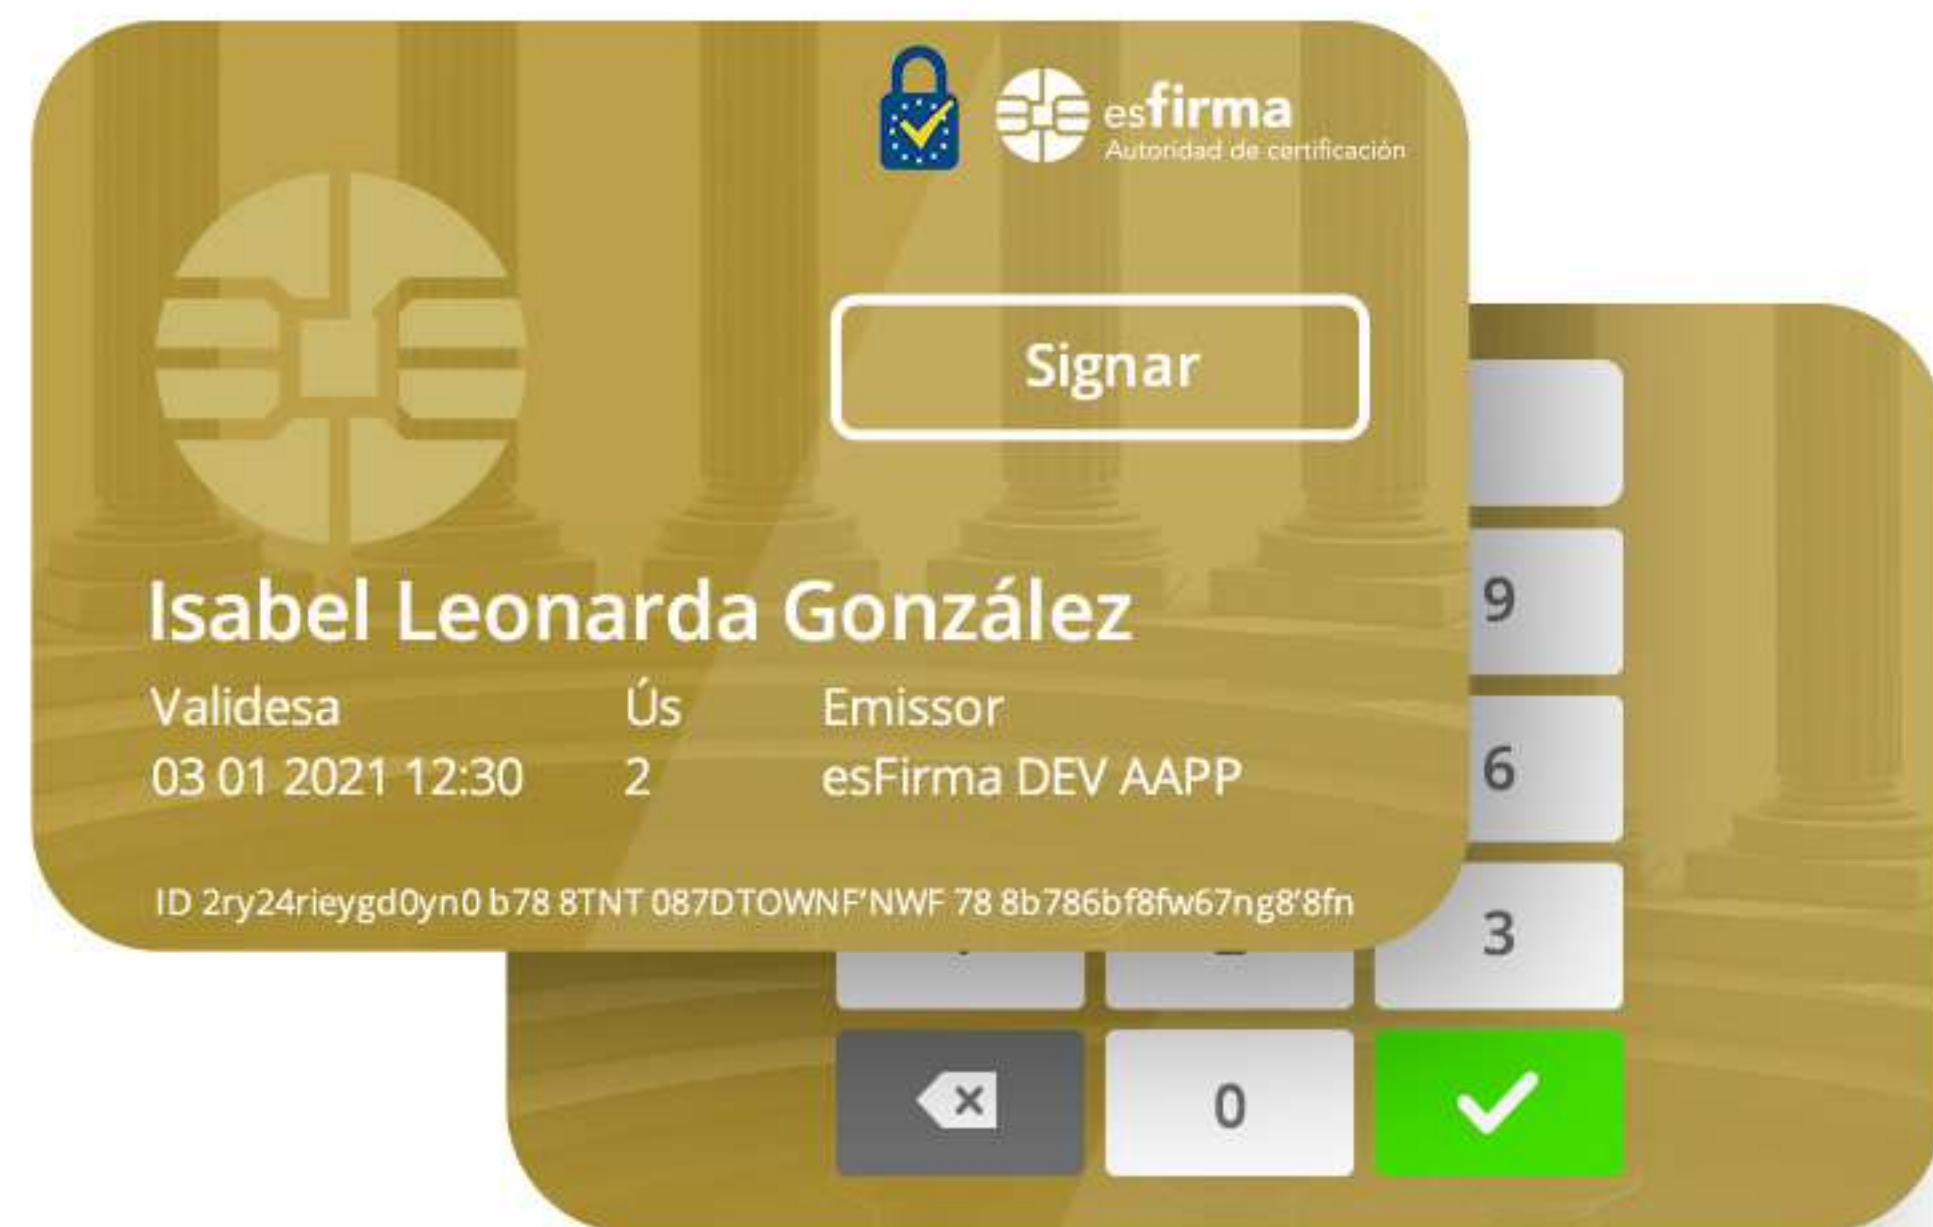 esfirma
Autoridad de certificación
Signar
Isabel Leonarda González
Validesa Ús Emissor
03 01 2021 12:30 2 esFirma DEV AAPP
ID 2ry24rieygd0yn0 b78 8TNT 087DTOWNF'NWF 78 8b786bf8fw67ng8'8fn
9
6
3
0